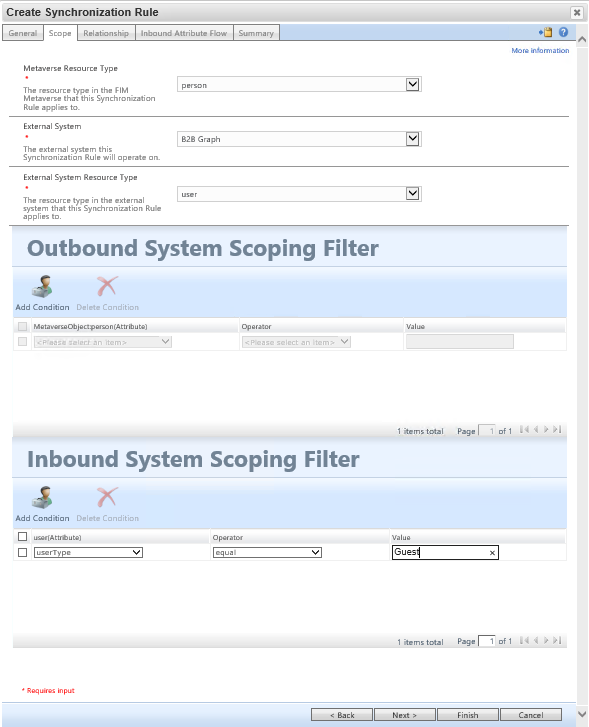 Create Synchronization Rule
General Scope Relationship Inbound Attribute Flow Summary
More information
Metaverse Resource Type
*
The resource type in the FIM
Metaverse that this Synchronization
Rule applies to.
person
External System
*
The external system this
Synchronization Rule will operate on.
B2B Graph
External System Resource Type
*
The resource type in the external
system that this Synchronization Rule
applies to.
user
Outbound System Scoping Filter
Add Condition Delete Condition
MetaverseObject:person(Attribute) Operator Value
<Please select an item> <Please select an item>
1 items total Page 1 of 1
Inbound System Scoping Filter
Add Condition Delete Condition
user(Attribute) Operator Value
userType equal Guest
1 items total Page 1 of 1
* Requires input
< Back Next > Finish Cancel